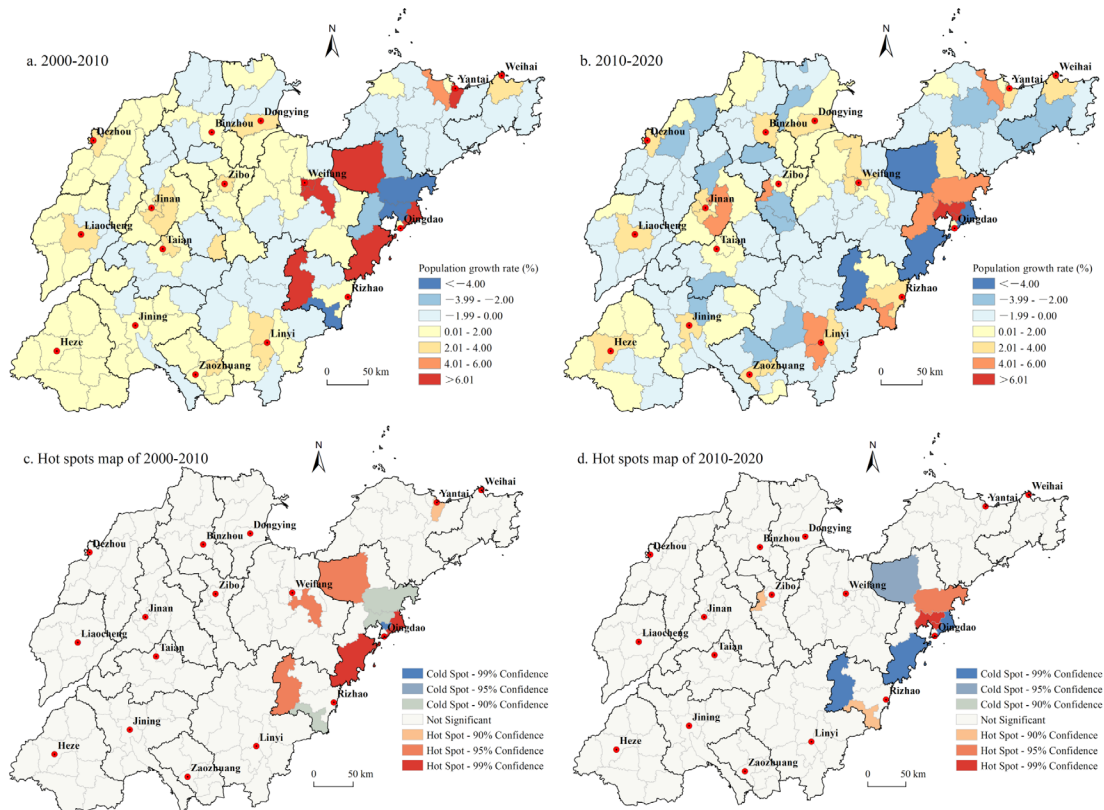 N
a. 2000-2010
Weihai
Yantai
Dongying
Binzhou
Dezhou
Zibo
Weifang
Jinan
Qingdao
Liaocheng
Taian
Rizhao
Jining
Linyi
Heze
Zaozhuang
Population growth rate (%)
<−4.00
−3.99 - −2.00
−1.99 - 0.00
0.01 - 2.00
2.01 - 4.00
4.01 - 6.00
>6.01
0 50 km
N
b. 2010-2020
Weihai
Yantai
Dongying
Binzhou
Dezhou
Zibo
Weifang
Jinan
Qingdao
Liaocheng
Taian
Rizhao
Jining
Linyi
Heze
Zaozhuang
Population growth rate (%)
<−4.00
−3.99 - −2.00
−1.99 - 0.00
0.01 - 2.00
2.01 - 4.00
4.01 - 6.00
>6.01
0 50 km
N
c. Hot spots map of 2000-2010
Weihai
Yantai
Dongying
Binzhou
Dezhou
Zibo
Weifang
Jinan
Qingdao
Liaocheng
Taian
Rizhao
Jining
Linyi
Heze
Zaozhuang
Cold Spot - 99% Confidence
Cold Spot - 95% Confidence
Cold Spot - 90% Confidence
Not Significant
Hot Spot - 90% Confidence
Hot Spot - 95% Confidence
Hot Spot - 99% Confidence
0 50 km
N
d. Hot spots map of 2010-2020
Weihai
Yantai
Dongying
Binzhou
Dezhou
Zibo
Weifang
Jinan
Qingdao
Liaocheng
Taian
Rizhao
Jining
Linyi
Heze
Zaozhuang
Cold Spot - 99% Confidence
Cold Spot - 95% Confidence
Cold Spot - 90% Confidence
Not Significant
Hot Spot - 90% Confidence
Hot Spot - 95% Confidence
Hot Spot - 99% Confidence
0 50 km